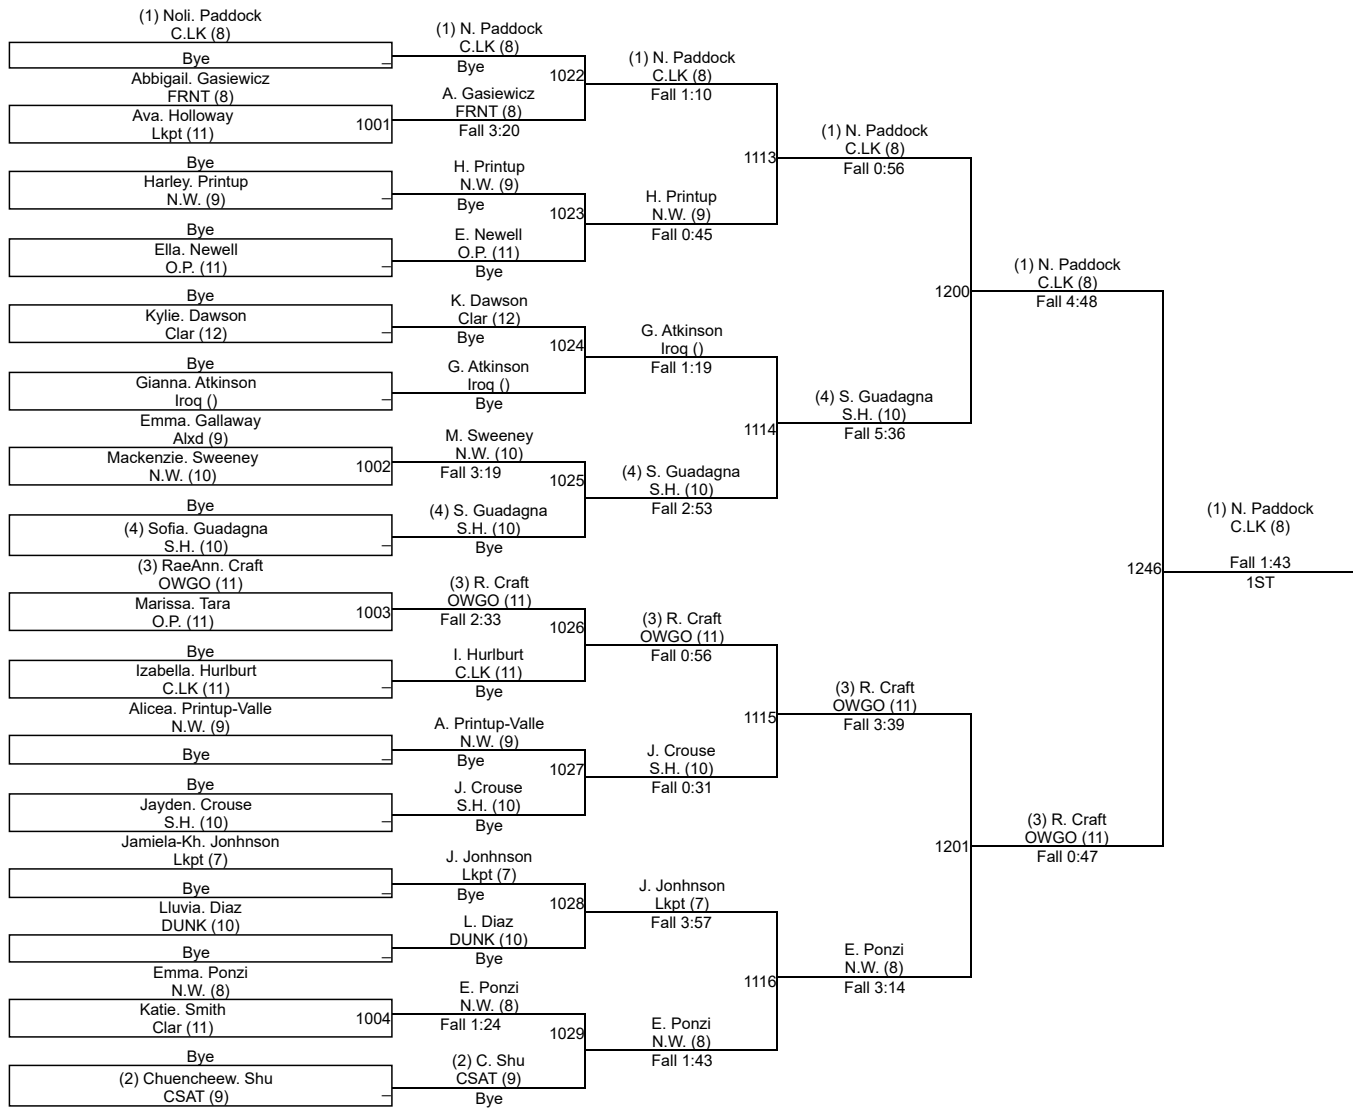 (1) Noli. Paddock
C.LK (8)
Bye
_
Abbigail. Gasiewicz
FRNT (8)
Ava. Holloway
Lkpt (11)
1001
Bye
Harley. Printup
N.W. (9)
_
Bye
Ella. Newell
O.P. (11)
_
Bye
Kylie. Dawson
Clar (12)
_
Bye
Gianna. Atkinson
Iroq ()
_
Emma. Gallaway
Alxd (9)
Mackenzie. Sweeney
N.W. (10)
1002
Bye
(4) Sofia. Guadagna
S.H. (10)
_
(3) RaeAnn. Craft
OWGO (11)
Marissa. Tara
O.P. (11)
1003
Bye
Izabella. Hurlburt
C.LK (11)
_
Alicea. Printup-Valle
N.W. (9)
Bye
_
Bye
Jayden. Crouse
S.H. (10)
_
Jamiela-Kh. Jonhnson
Lkpt (7)
Bye
_
Lluvia. Diaz
DUNK (10)
Bye
_
Emma. Ponzi
N.W. (8)
Katie. Smith
Clar (11)
1004
Bye
(2) Chuencheew. Shu
CSAT (9)
_
(1) N. Paddock
C.LK (8)
Bye
1022
A. Gasiewicz
FRNT (8)
Fall 3:20
H. Printup
N.W. (9)
Bye
1023
E. Newell
O.P. (11)
Bye
K. Dawson
Clar (12)
Bye
1024
G. Atkinson
Iroq ()
Bye
M. Sweeney
N.W. (10)
Fall 3:19
1025
(4) S. Guadagna
S.H. (10)
Bye
(3) R. Craft
OWGO (11)
Fall 2:33
1026
I. Hurlburt
C.LK (11)
Bye
A. Printup-Valle
N.W. (9)
Bye
1027
J. Crouse
S.H. (10)
Bye
J. Jonhnson
Lkpt (7)
Bye
1028
L. Diaz
DUNK (10)
Bye
E. Ponzi
N.W. (8)
Fall 1:24
1029
(2) C. Shu
CSAT (9)
Bye
(1) N. Paddock
C.LK (8)
Fall 1:10
1113
H. Printup
N.W. (9)
Fall 0:45
G. Atkinson
Iroq ()
Fall 1:19
1114
(4) S. Guadagna
S.H. (10)
Fall 2:53
(3) R. Craft
OWGO (11)
Fall 0:56
1115
J. Crouse
S.H. (10)
Fall 0:31
J. Jonhnson
Lkpt (7)
Fall 3:57
1116
E. Ponzi
N.W. (8)
Fall 1:43
(1) N. Paddock
C.LK (8)
Fall 0:56
1200
(4) S. Guadagna
S.H. (10)
Fall 5:36
(3) R. Craft
OWGO (11)
Fall 3:39
1201
E. Ponzi
N.W. (8)
Fall 3:14
(1) N. Paddock
C.LK (8)
Fall 4:48
1246
(3) R. Craft
OWGO (11)
Fall 0:47
(1) N. Paddock
C.LK (8)
Fall 1:43
1ST